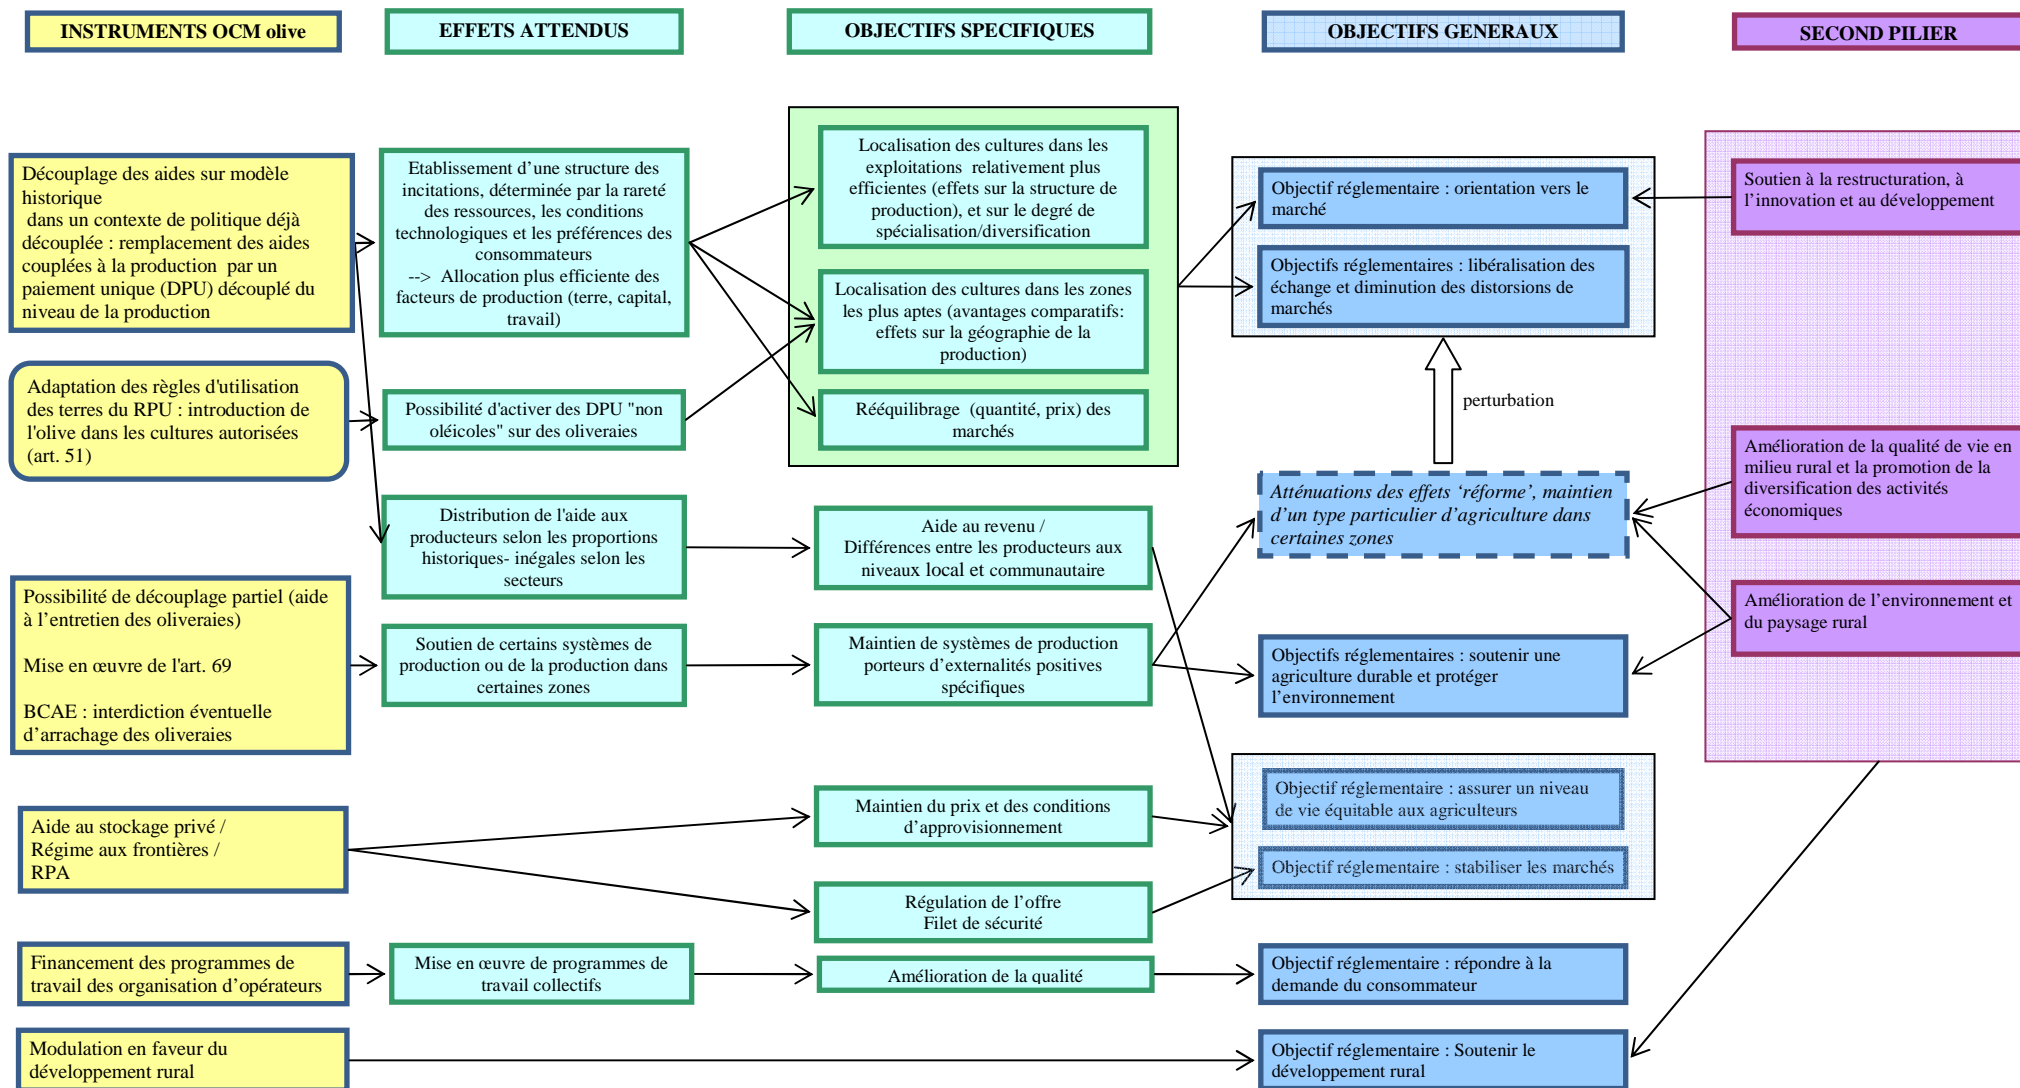 INSTRUMENTS OCM olive
EFFETS ATTENDUS
OBJECTIFS SPECIFIQUES
OBJECTIFS GENERAUX
SECOND PILIER
Découplage des aides sur modèle
historique
dans un contexte de politique déjà
découplée : remplacement des aides
couplées à la production par un
paiement unique (DPU) découplé du
niveau de la production
Adaptation des règles d'utilisation
des terres du RPU : introduction de
l'olive dans les cultures autorisées
(art. 51)
Possibilité de découplage partiel (aide
à l’entretien des oliveraies)
Mise en œuvre de l'art. 69
BCAE : interdiction éventuelle
d’arrachage des oliveraies
Aide au stockage privé /
Régime aux frontières /
RPA
Financement des programmes de
travail des organisation d’opérateurs
Modulation en faveur du
développement rural
Etablissement d’une structure des
incitations, déterminée par la rareté
des ressources, les conditions
technologiques et les préférences des
consommateurs
--> Allocation plus efficiente des
facteurs de production (terre, capital,
travail)
Possibilité d'activer des DPU "non
oléicoles" sur des oliveraies
Distribution de l'aide aux
producteurs selon les proportions
historiques- inégales selon les
secteurs
Soutien de certains systèmes de
production ou de la production dans
certaines zones
Mise en œuvre de programmes de
travail collectifs
Localisation des cultures dans les
exploitations relativement plus
efficientes (effets sur la structure de
production), et sur le degré de
spécialisation/diversification
Localisation des cultures dans les zones
les plus aptes (avantages comparatifs:
effets sur la géographie de la
production)
Rééquilibrage (quantité, prix) des
marchés
Aide au revenu /
Différences entre les producteurs aux
niveaux local et communautaire
Maintien de systèmes de production
porteurs d’externalités positives
spécifiques
Maintien du prix et des conditions
d’approvisionnement
Régulation de l’offre
Filet de sécurité
Amélioration de la qualité
Objectif réglementaire : orientation vers le
marché
Objectifs réglementaires : libéralisation des
échange et diminution des distorsions de
marchés
perturbation
Atténuations des effets ‘réforme’, maintien
d’un type particulier d’agriculture dans
certaines zones
Objectifs réglementaires : soutenir une
agriculture durable et protéger
l’environnement
Objectif réglementaire : assurer un niveau
de vie équitable aux agriculteurs
Objectif réglementaire : stabiliser les marchés
Objectif réglementaire : répondre à la
demande du consommateur
Objectif réglementaire : Soutenir le
développement rural
Soutien à la restructuration, à
l’innovation et au développement
Amélioration de la qualité de vie en
milieu rural et la promotion de la
diversification des activités
économiques
Amélioration de l’environnement et
du paysage rural